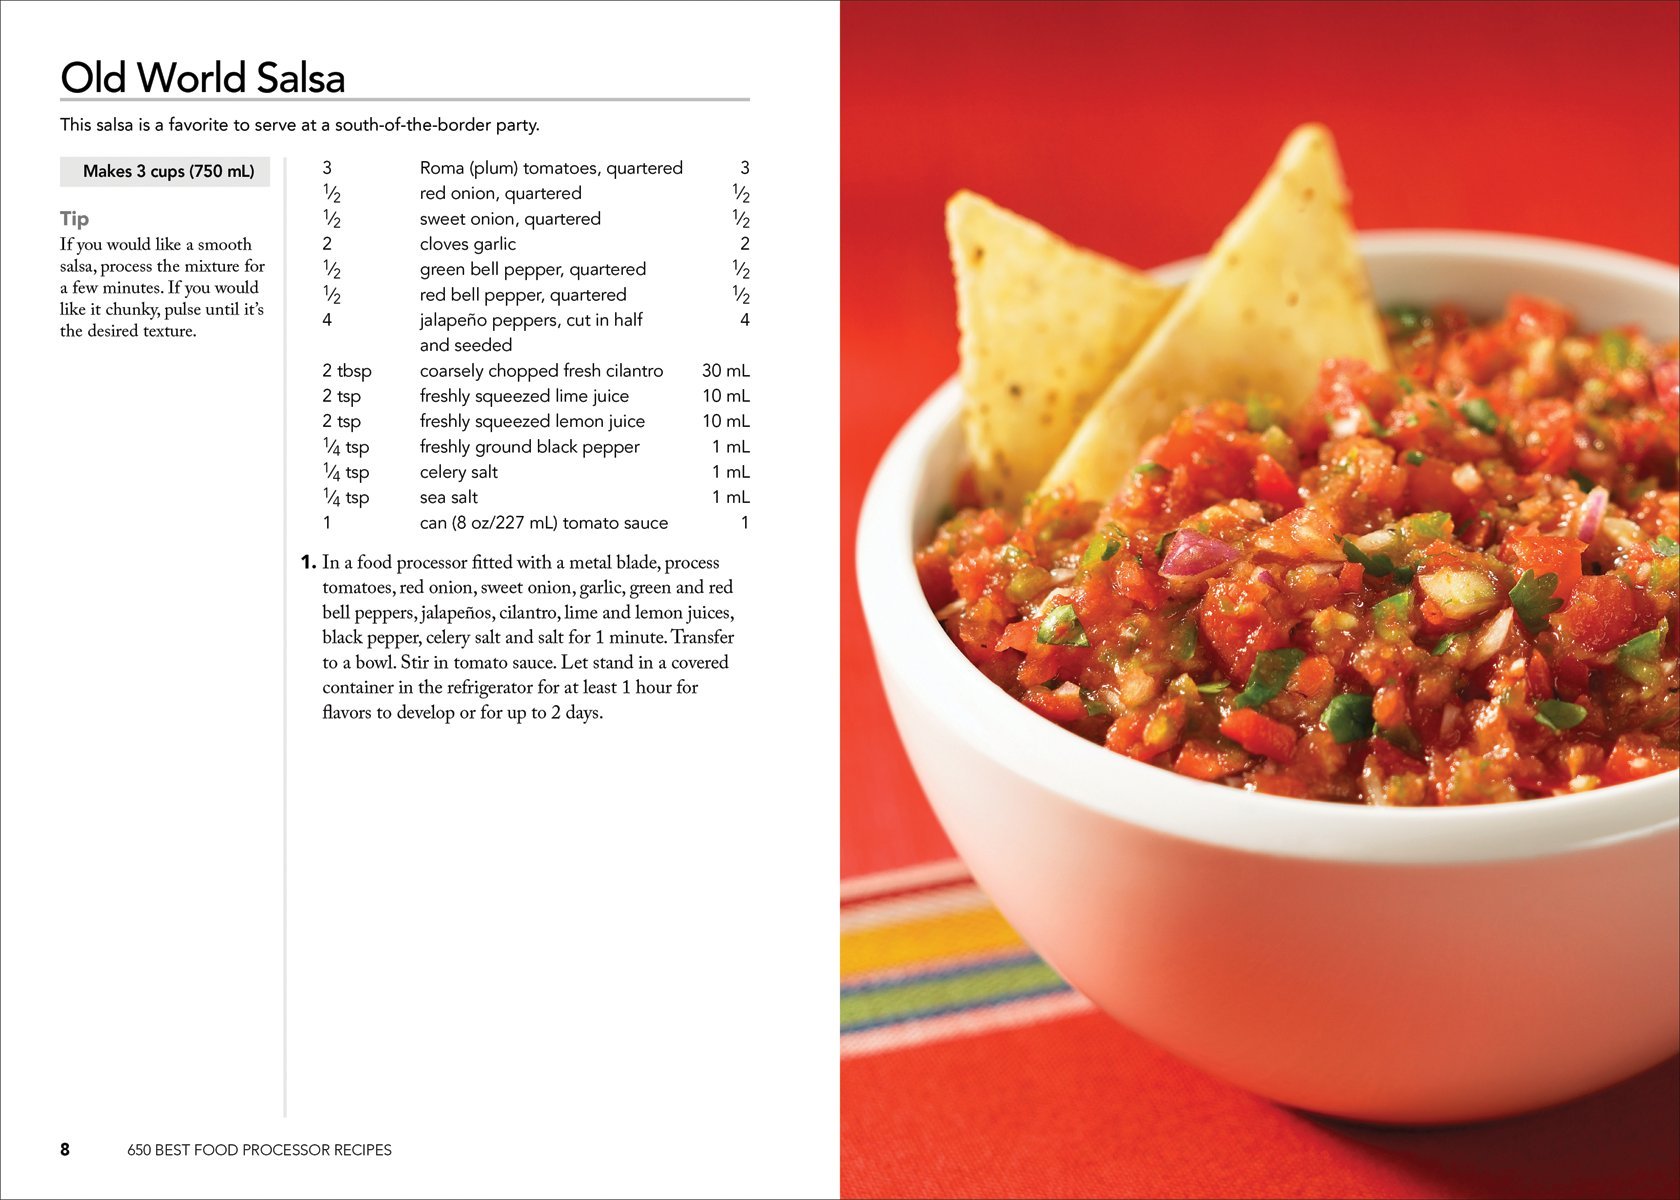 Old World Salsa
This salsa is a favorite to serve at a south-of-the-border party.
Makes 3 cups (750 mL)
Tip
If you would like a smooth
salsa, process the mixture for
a few minutes. If you would
like it chunky, pulse until it’s
the desired texture.
3 Roma (plum) tomatoes, quartered 3
1⁄2 red onion, quartered 1⁄2
1⁄2 sweet onion, quartered 1⁄2
2 cloves garlic 2
1⁄2 green bell pepper, quartered 1⁄2
1⁄2 red bell pepper, quartered 1⁄2
4 jalapeño peppers, cut in half 4
and seeded
2 tbsp coarsely chopped fresh cilantro 30 mL
2 tsp freshly squeezed lime juice 10 mL
2 tsp freshly squeezed lemon juice 10 mL
1⁄4 tsp freshly ground black pepper 1 mL
1⁄4 tsp celery salt 1 mL
1⁄4 tsp sea salt 1 mL
1 can (8 oz/227 mL) tomato sauce 1
1. In a food processor fitted with a metal blade, process
tomatoes, red onion, sweet onion, garlic, green and red
bell peppers, jalapeños, cilantro, lime and lemon juices,
black pepper, celery salt and salt for 1 minute. Transfer
to a bowl. Stir in tomato sauce. Let stand in a covered
container in the refrigerator for at least 1 hour for
flavors to develop or for up to 2 days.
8 650 BEST FOOD PROCESSOR RECIPES